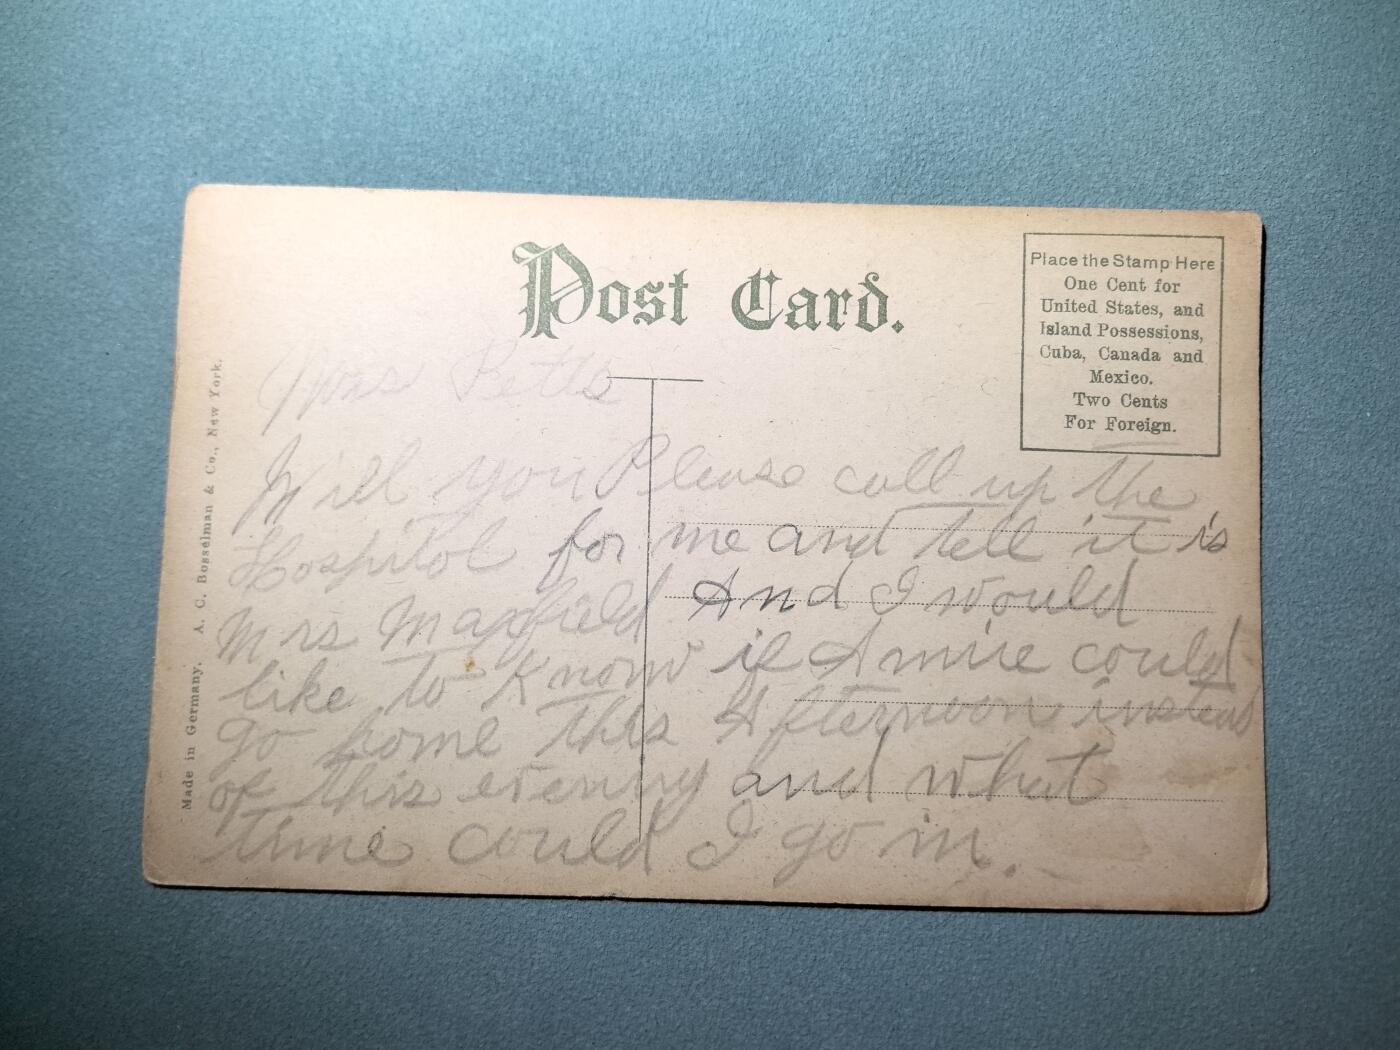 Post Card.
Place the Stamp Here
One Cent for
United States, and
Island Possessions,
Cuba, Canada and
Mexico.
Two Cents
For Foreign.
Made in Germany. A. C. Bosselman & Co., New York.
Mrs Betts
Will you Please call up the
Hospitol for me and tell it is
Mrs Maxfield And I would
like to Know if Annie could
go home this Afternoon instead
of this evening and what
time could I go in.